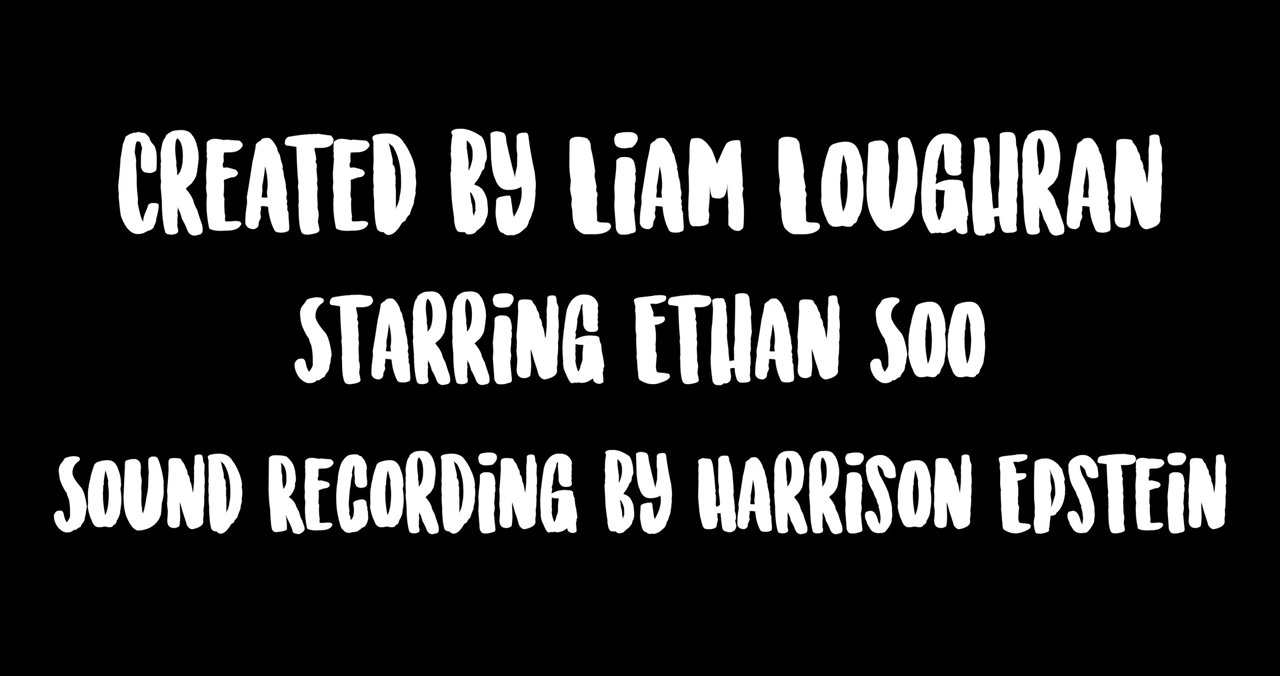 CREATED BY LiAM LOUGHRAN
STARRiNG ETHAN SOO
SOUND RECORDiNG BY HARRiSON EPSTEiN